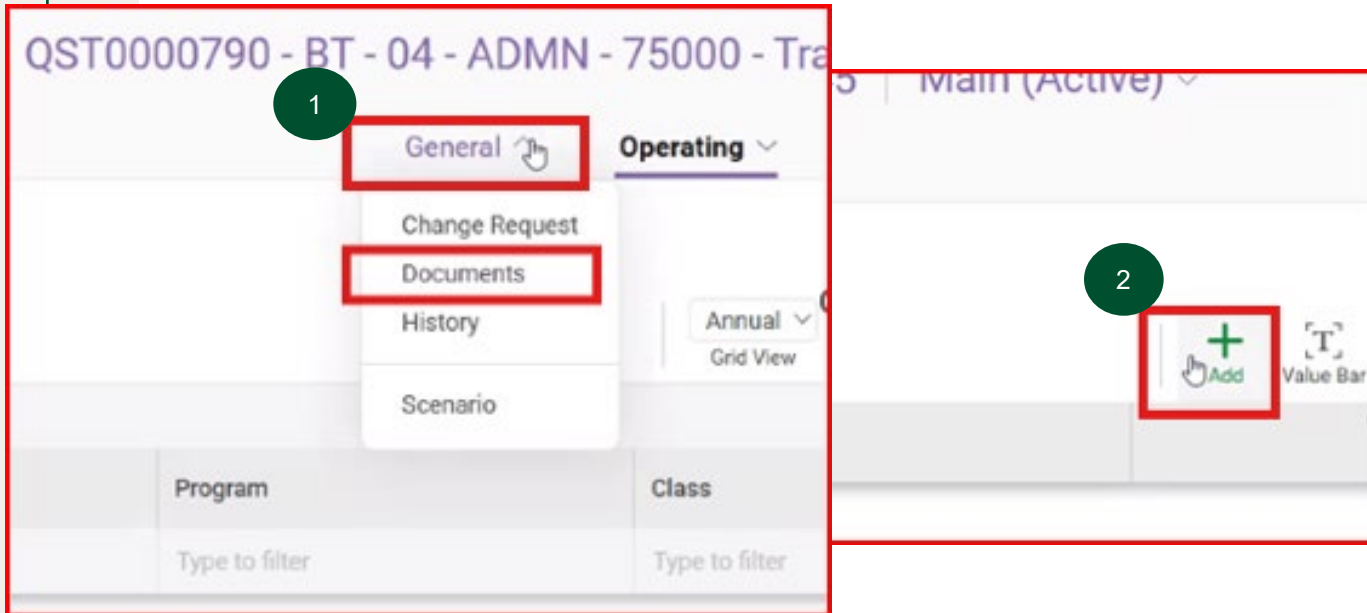 QST0000790 - BT - 04 - ADMN - 75000 - Tra
1
General
Operating
Change Request
Documents
History
Scenario
Annual
Grid View
Program
Class
Type to filter
Type to filter
5
Main (Active)
2
Add
Value Bar